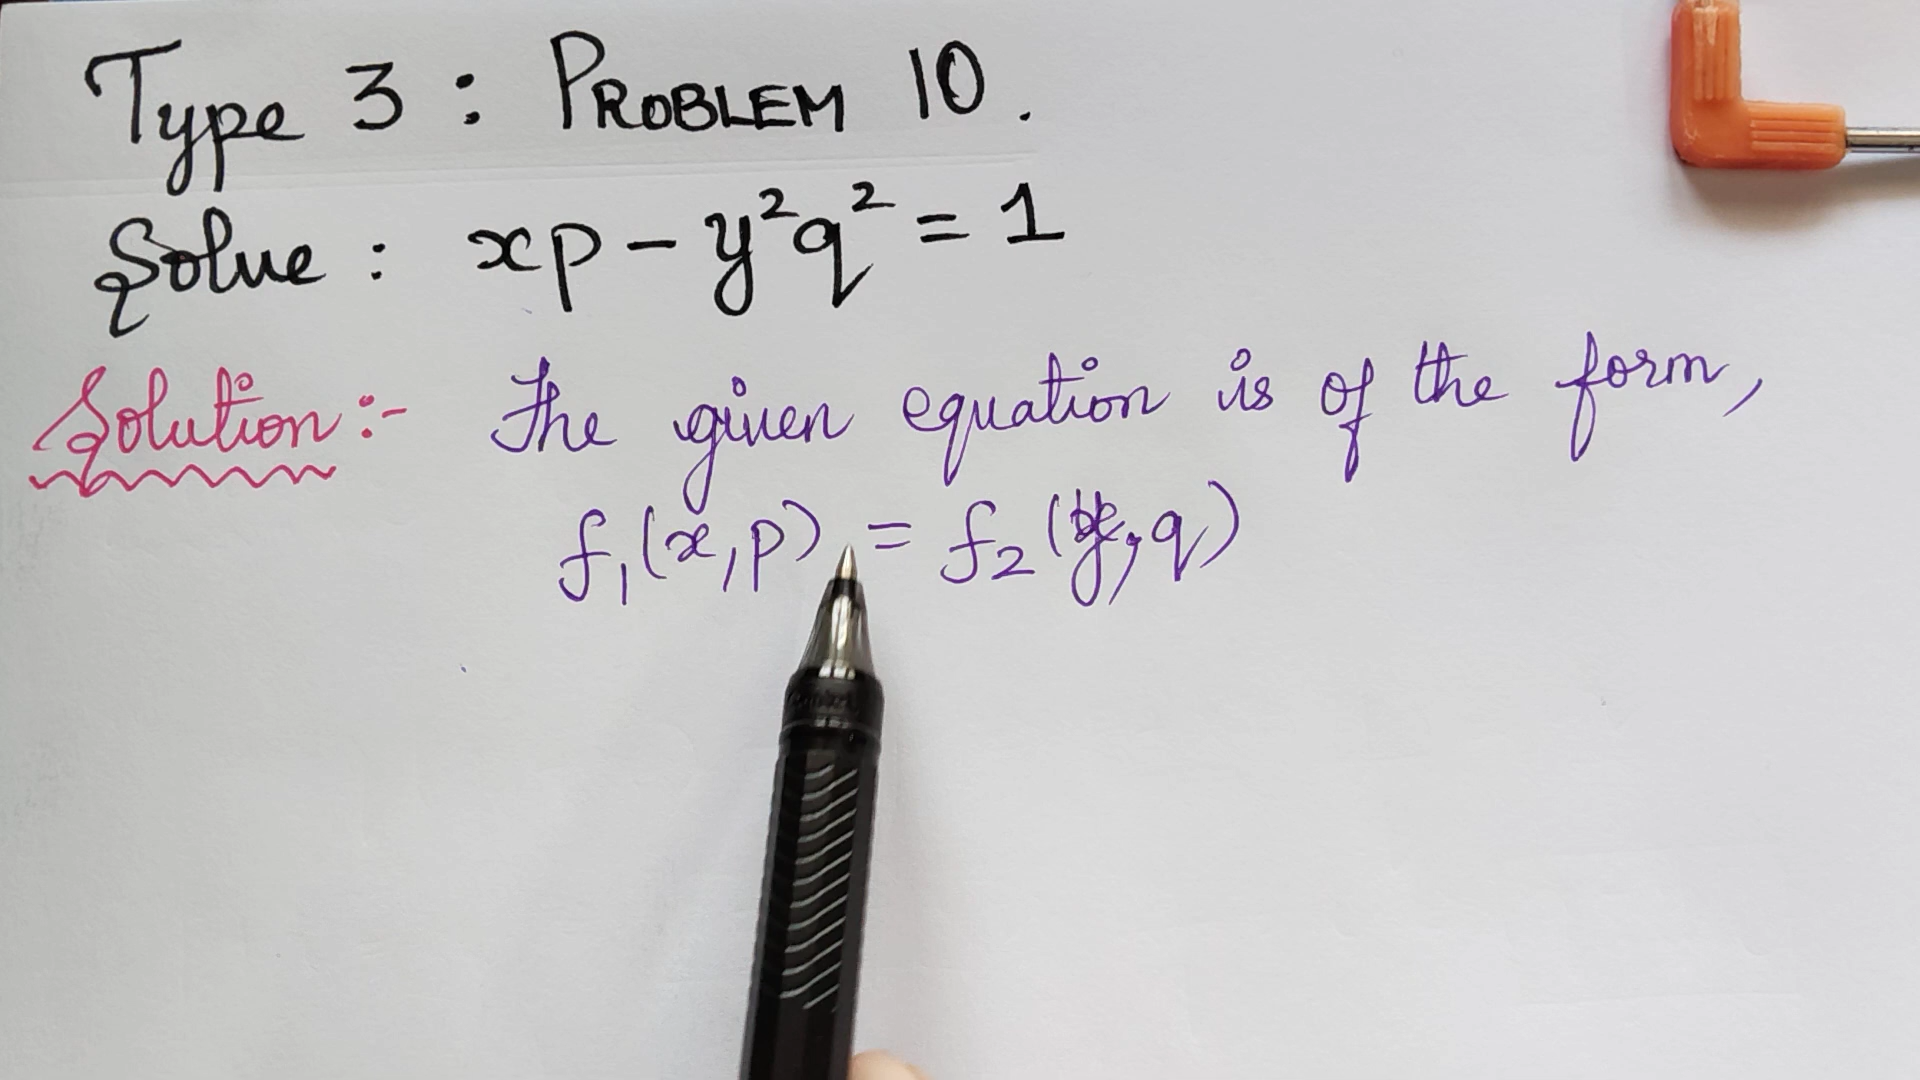 Type 3 : PROBLEM 10.
Solve : xp - y²q² = 1
Solution :- The given equation is of the form,
f₁(x, p) = f₂(y, q)